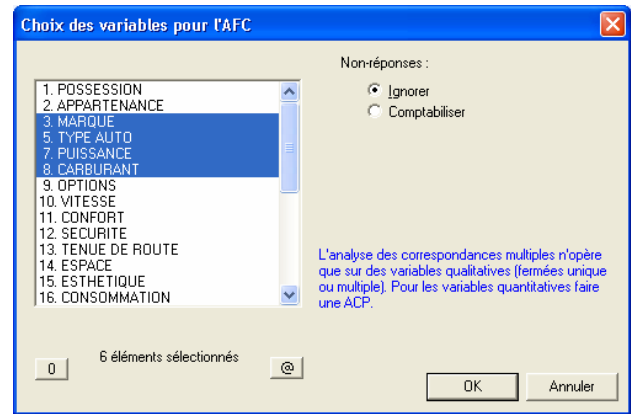 Choix des variables pour l'AFC
1. POSSESSION
2. APPARTENANCE
3. MARQUE
5. TYPE AUTO
7. PUISSANCE
8. CARBURANT
9. OPTIONS
10. VITESSE
11. CONFORT
12. SECURITE
13. TENUE DE ROUTE
14. ESPACE
15. ESTHETIQUE
16. CONSOMMATION
Non-réponses :
Ignorer
Comptabiliser
L'analyse des correspondances multiples n'opère
que sur des variables qualitatives (fermées unique
ou multiple). Pour les variables quantitatives faire
une ACP.
0
6 éléments sélectionnés
@
OK
Annuler